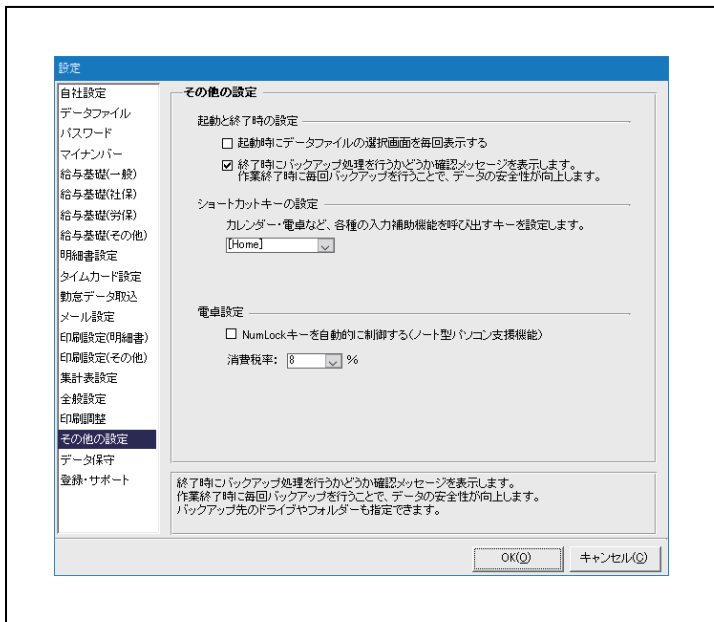 設定
自社設定
データファイル
パスワード
マイナンバー
給与基礎(一般)
給与基礎(社保)
給与基礎(労保)
給与基礎(その他)
明細書設定
タイムカード設定
勤怠データ取込
メール設定
印刷設定(明細書)
印刷設定(その他)
集計表設定
全般設定
印刷調整
その他の設定
データ保守
登録・サポート
その他の設定
起動と終了時の設定
起動時にデータファイルの選択画面を毎回表示する
終了時にバックアップ処理を行うかどうか確認メッセージを表示します。
作業終了時に毎回バックアップを行うことで、データの安全性が向上します。
ショートカットキーの設定
カレンダー・電卓など、各種の入力補助機能を呼び出すキーを設定します。
[Home]
電卓設定
NumLockキーを自動的に制御する(ノート型パソコン支援機能)
消費税率: 8 %
終了時にバックアップ処理を行うかどうか確認メッセージを表示します。
作業終了時に毎回バックアップを行うことで、データの安全性が向上します。
バックアップ先のドライブやフォルダーも指定できます。
OK(O) キャンセル(C)